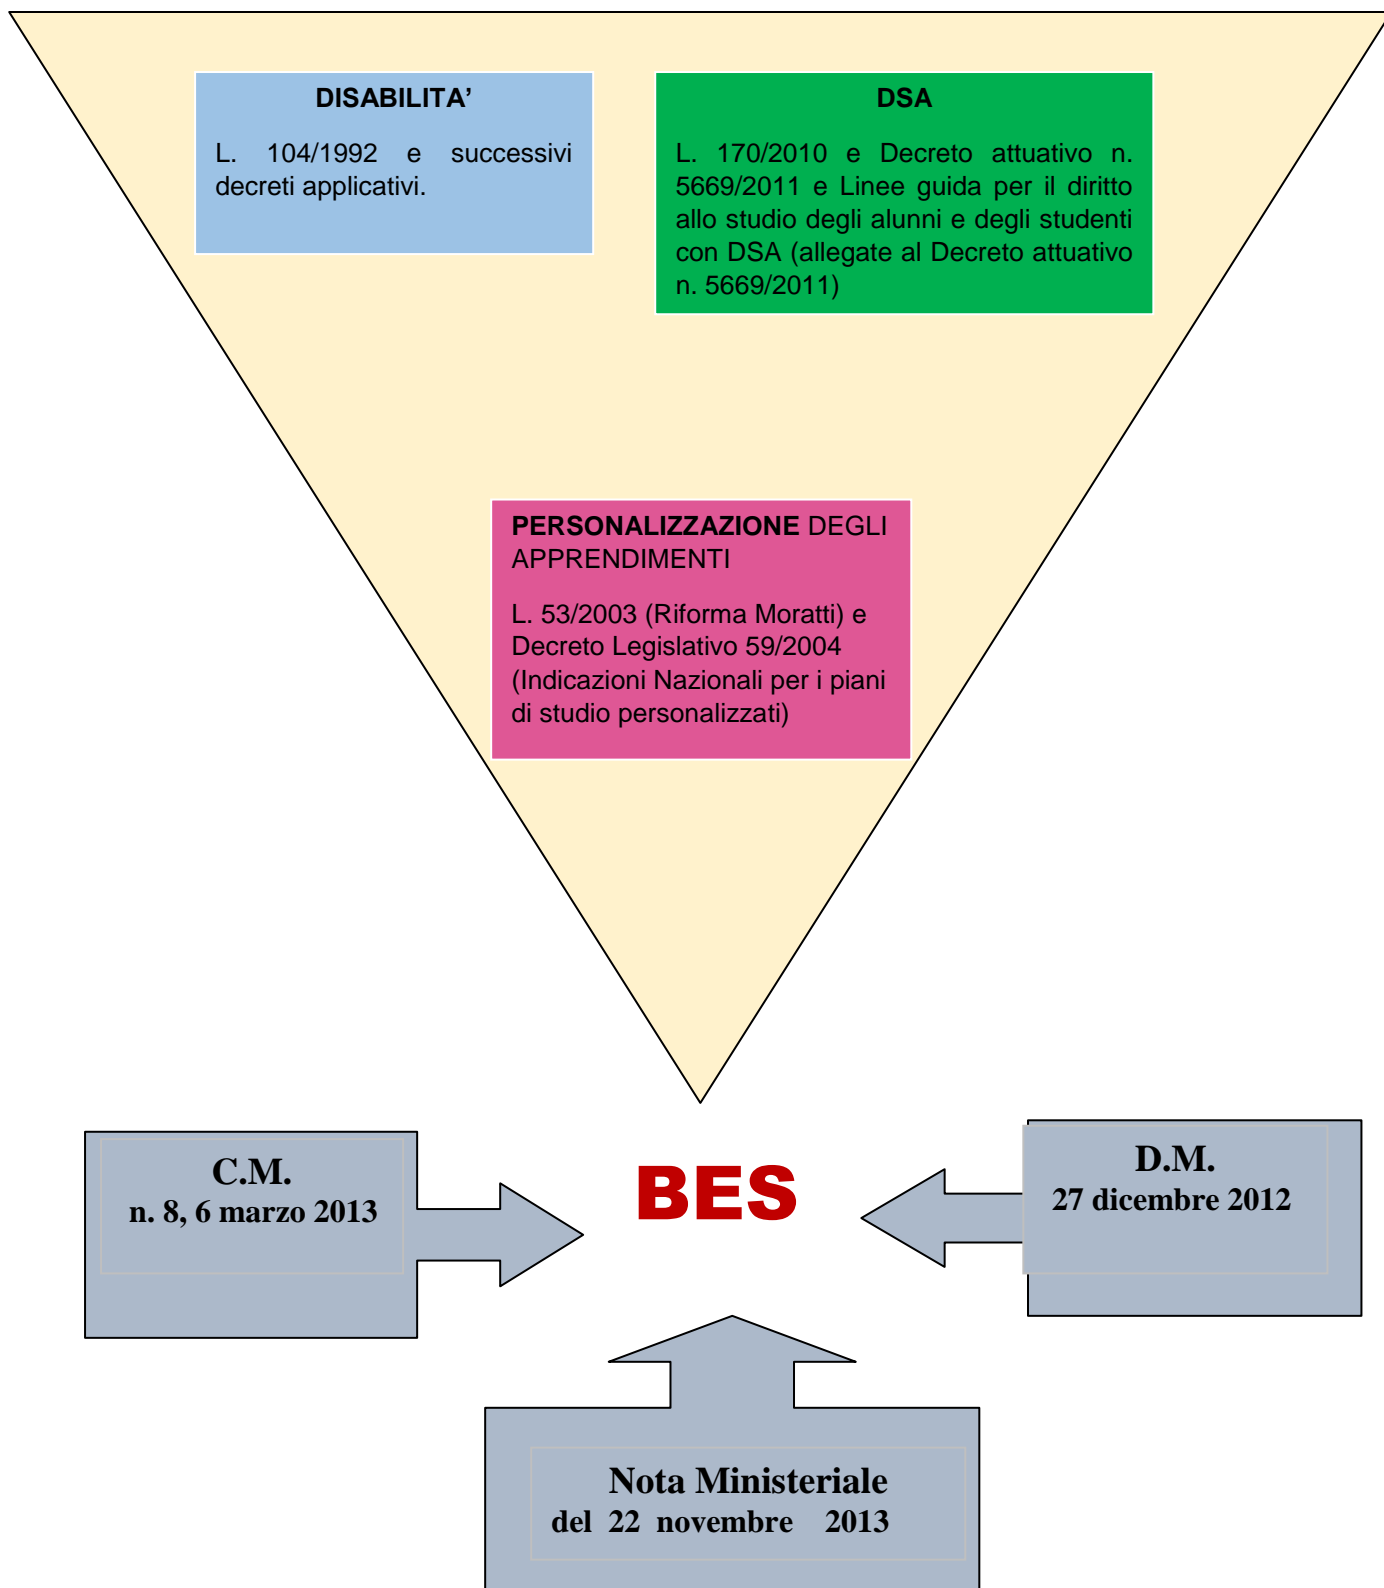 DISABILITA’
L. 104/1992 e successivi
decreti applicativi.
DSA
L. 170/2010 e Decreto attuativo n.
5669/2011 e Linee guida per il diritto
allo studio degli alunni e degli studenti
con DSA (allegate al Decreto attuativo
n. 5669/2011)
PERSONALIZZAZIONE DEGLI
APPRENDIMENTI
L. 53/2003 (Riforma Moratti) e
Decreto Legislativo 59/2004
(Indicazioni Nazionali per i piani
di studio personalizzati)
C.M.
n. 8, 6 marzo 2013
BES
D.M.
27 dicembre 2012
Nota Ministeriale
del 22 novembre 2013